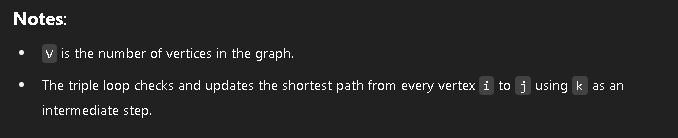 Notes:
• V is the number of vertices in the graph.
• The triple loop checks and updates the shortest path from every vertex i to j using k as an
intermediate step.